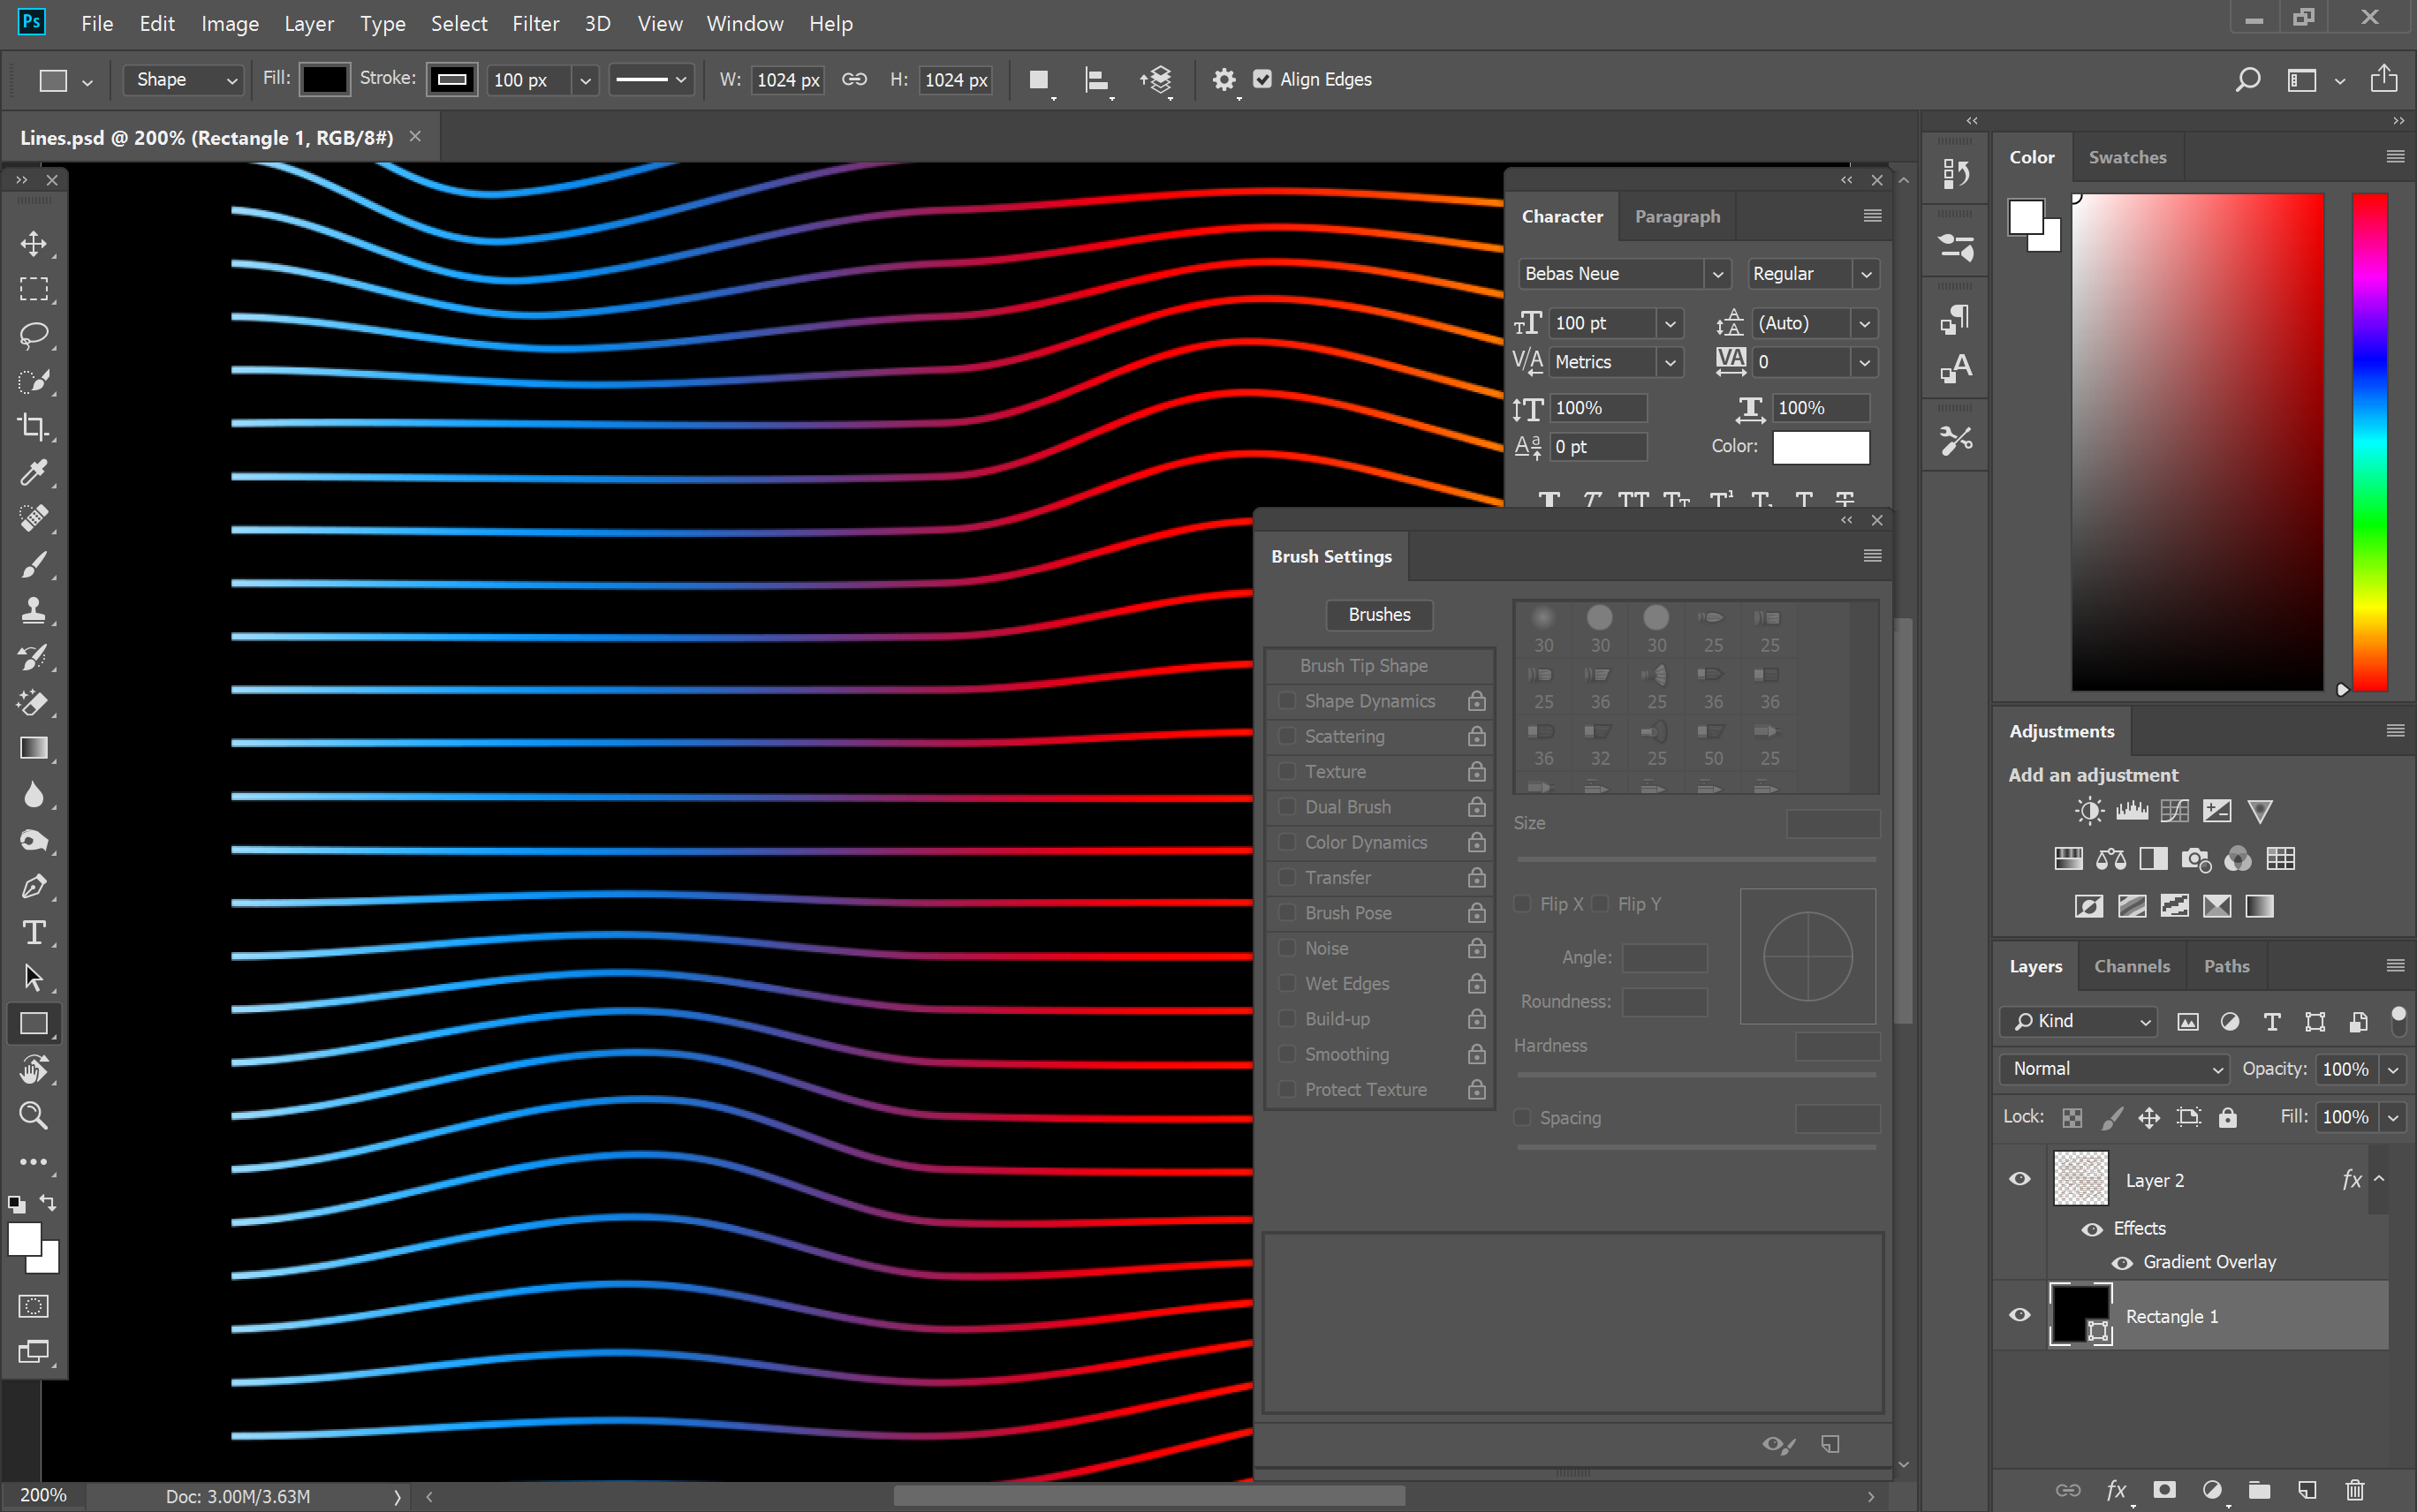 Ps File Edit Image Layer Type Select Filter 3D View Window Help
Shape Fill: Stroke: 100 px W: 1024 px H: 1024 px Align Edges
Lines.psd @ 200% (Rectangle 1, RGB/8#)
Character Paragraph
Bebas Neue Regular
100 pt (Auto)
Metrics 0
100% 100%
0 pt Color:
Brush Settings
Brushes
Brush Tip Shape
Shape Dynamics
Scattering
Texture
Dual Brush
Color Dynamics
Transfer
Brush Pose
Noise
Wet Edges
Build-up
Smoothing
Protect Texture
30 30 30 25 25
25 36 25 36 36
36 32 25 50 25
Size
Flip X Flip Y
Angle:
Roundness:
Hardness
Spacing
Color Swatches
Adjustments
Add an adjustment
Layers Channels Paths
Kind
Normal Opacity: 100%
Lock: Fill: 100%
Layer 2 fx
Effects
Gradient Overlay
Rectangle 1
fx
200% Doc: 3.00M/3.63M